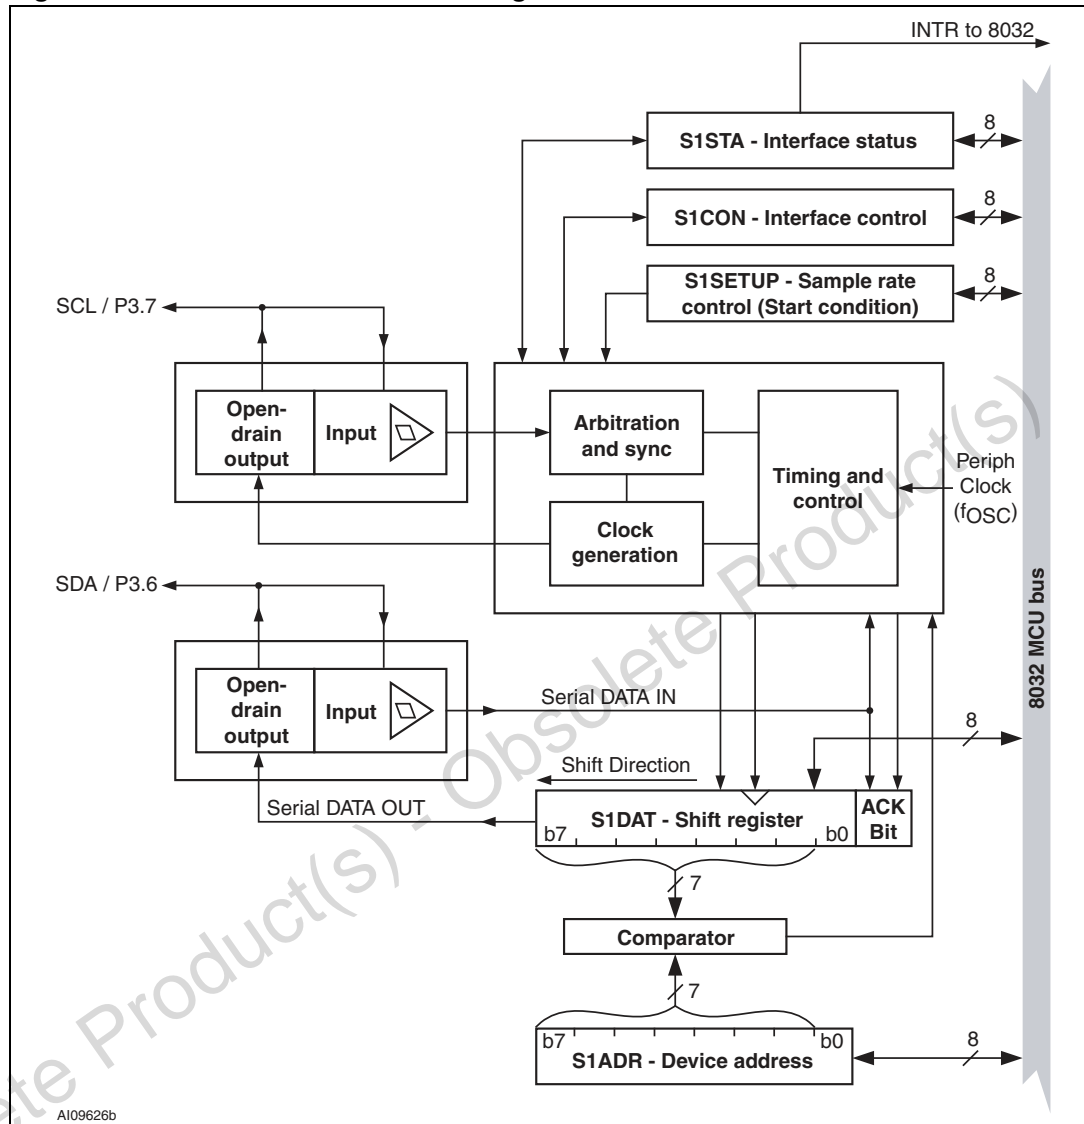 INTR to 8032
8
S1STA - Interface status
8
S1CON - Interface control
8
S1SETUP - Sample rate
control (Start condition)
SCL / P3.7
Open-
drain
output
Input
Arbitration
and sync
Timing and
control
Periph
Clock
(fOSC)
Clock
generation
SDA / P3.6
Open-
drain
output
Input
Serial DATA IN
8032 MCU bus
8
Shift Direction
Serial DATA OUT
S1DAT - Shift register
b7
b0
ACK
Bit
7
Comparator
7
b7
b0
S1ADR - Device address
8
AI09626b
ete Product(s) - Obsolete Product(s)